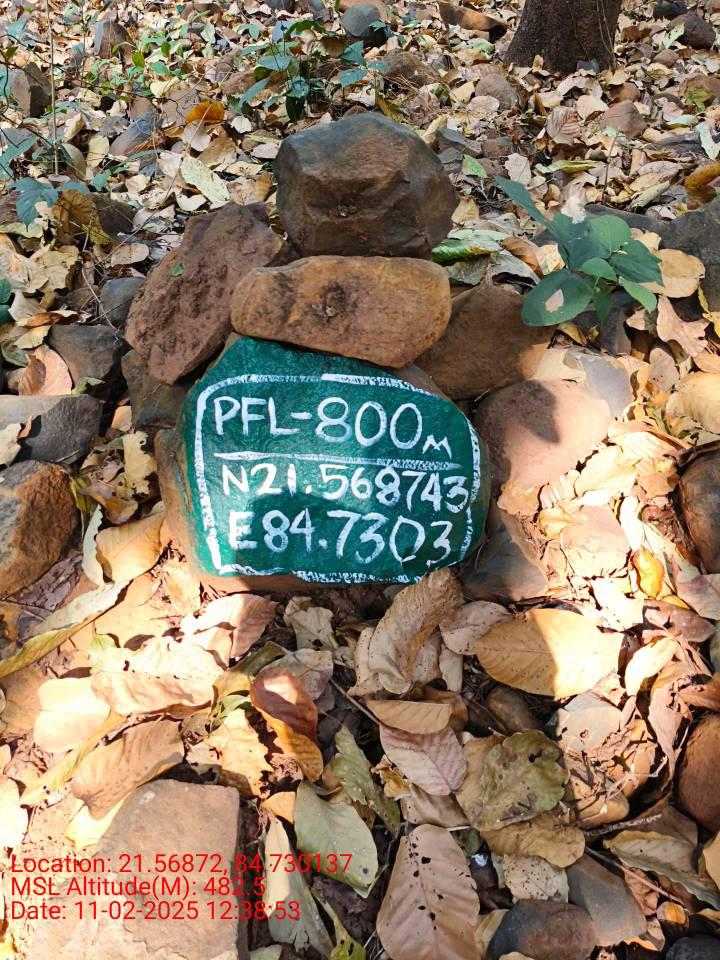 PFL-800m
N21.568743
E84.7303
Location: 21.56872, 84.730137
MSL Altitude(M): 482.5
Date: 11-02-2025 12:38:53